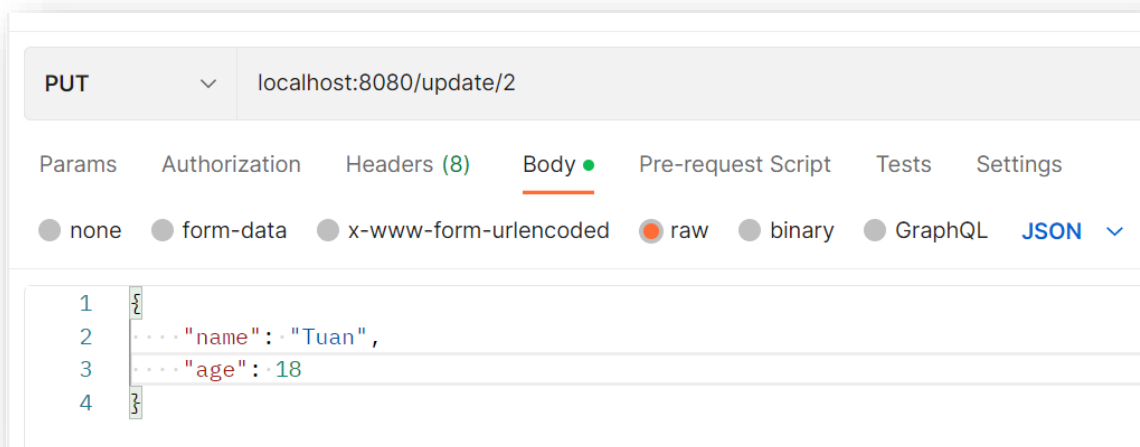 PUT localhost:8080/update/2
Params Authorization Headers (8) Body Pre-request Script Tests Settings
none form-data x-www-form-urlencoded raw binary GraphQL JSON
1 {
2 "name": "Tuan",
3 "age": 18
4 }